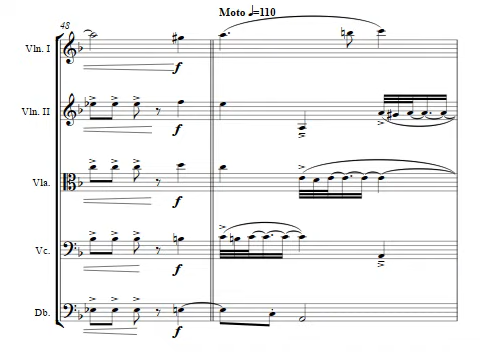 Moto ♩=110
48
Vln. I
f
Vln. II
f
Vla.
f
Vc.
f
Db.
f